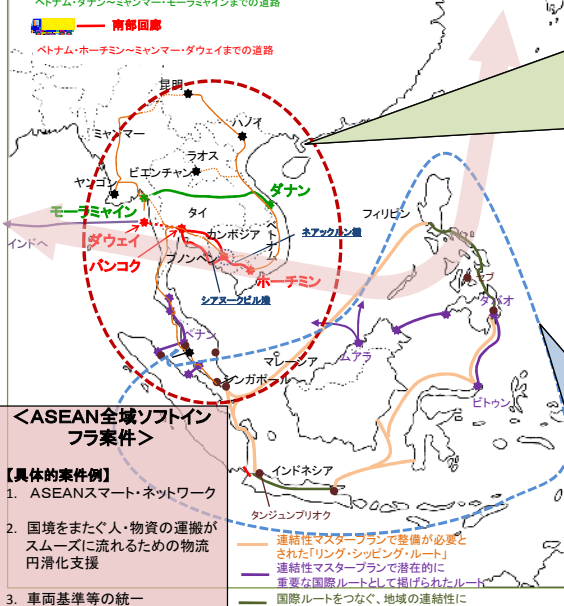 ベトナム・ダナン～ミャンマー・モーラミャインまでの道路
南部回廊
ベトナム・ホーチミン～ミャンマー・ダウェイまでの道路
昆明
ハノイ
ミャンマー
ラオス
ビエンチャン
ヤンゴン
ダナン
モーラミャイン
タイ
ベトナム
フィリピン
カンボジア
ネアックルン橋
インドへ
ダウェイ
バンコク
プノンペン
ホーチミン
シアヌークビル港
セブ
ダバオ
ペナン
ムアラ
マレーシア
シンガポール
ビトゥン
＜ASEAN全域ソフトイン
フラ案件＞
【具体的案件例】
1. ASEANスマート・ネットワーク
2. 国境をまたぐ人・物資の運搬が
スムーズに流れるための物流
円滑化支援
3. 車両基準等の統一
インドネシア
タンジュンプリオク
連結性マスタープランで整備が必要と
された「リング・シッピング・ルート」
連結性マスタープランで潜在的に
重要な国際ルートとして掲げられたルート
国際ルートをつなぐ、地域の連結性に